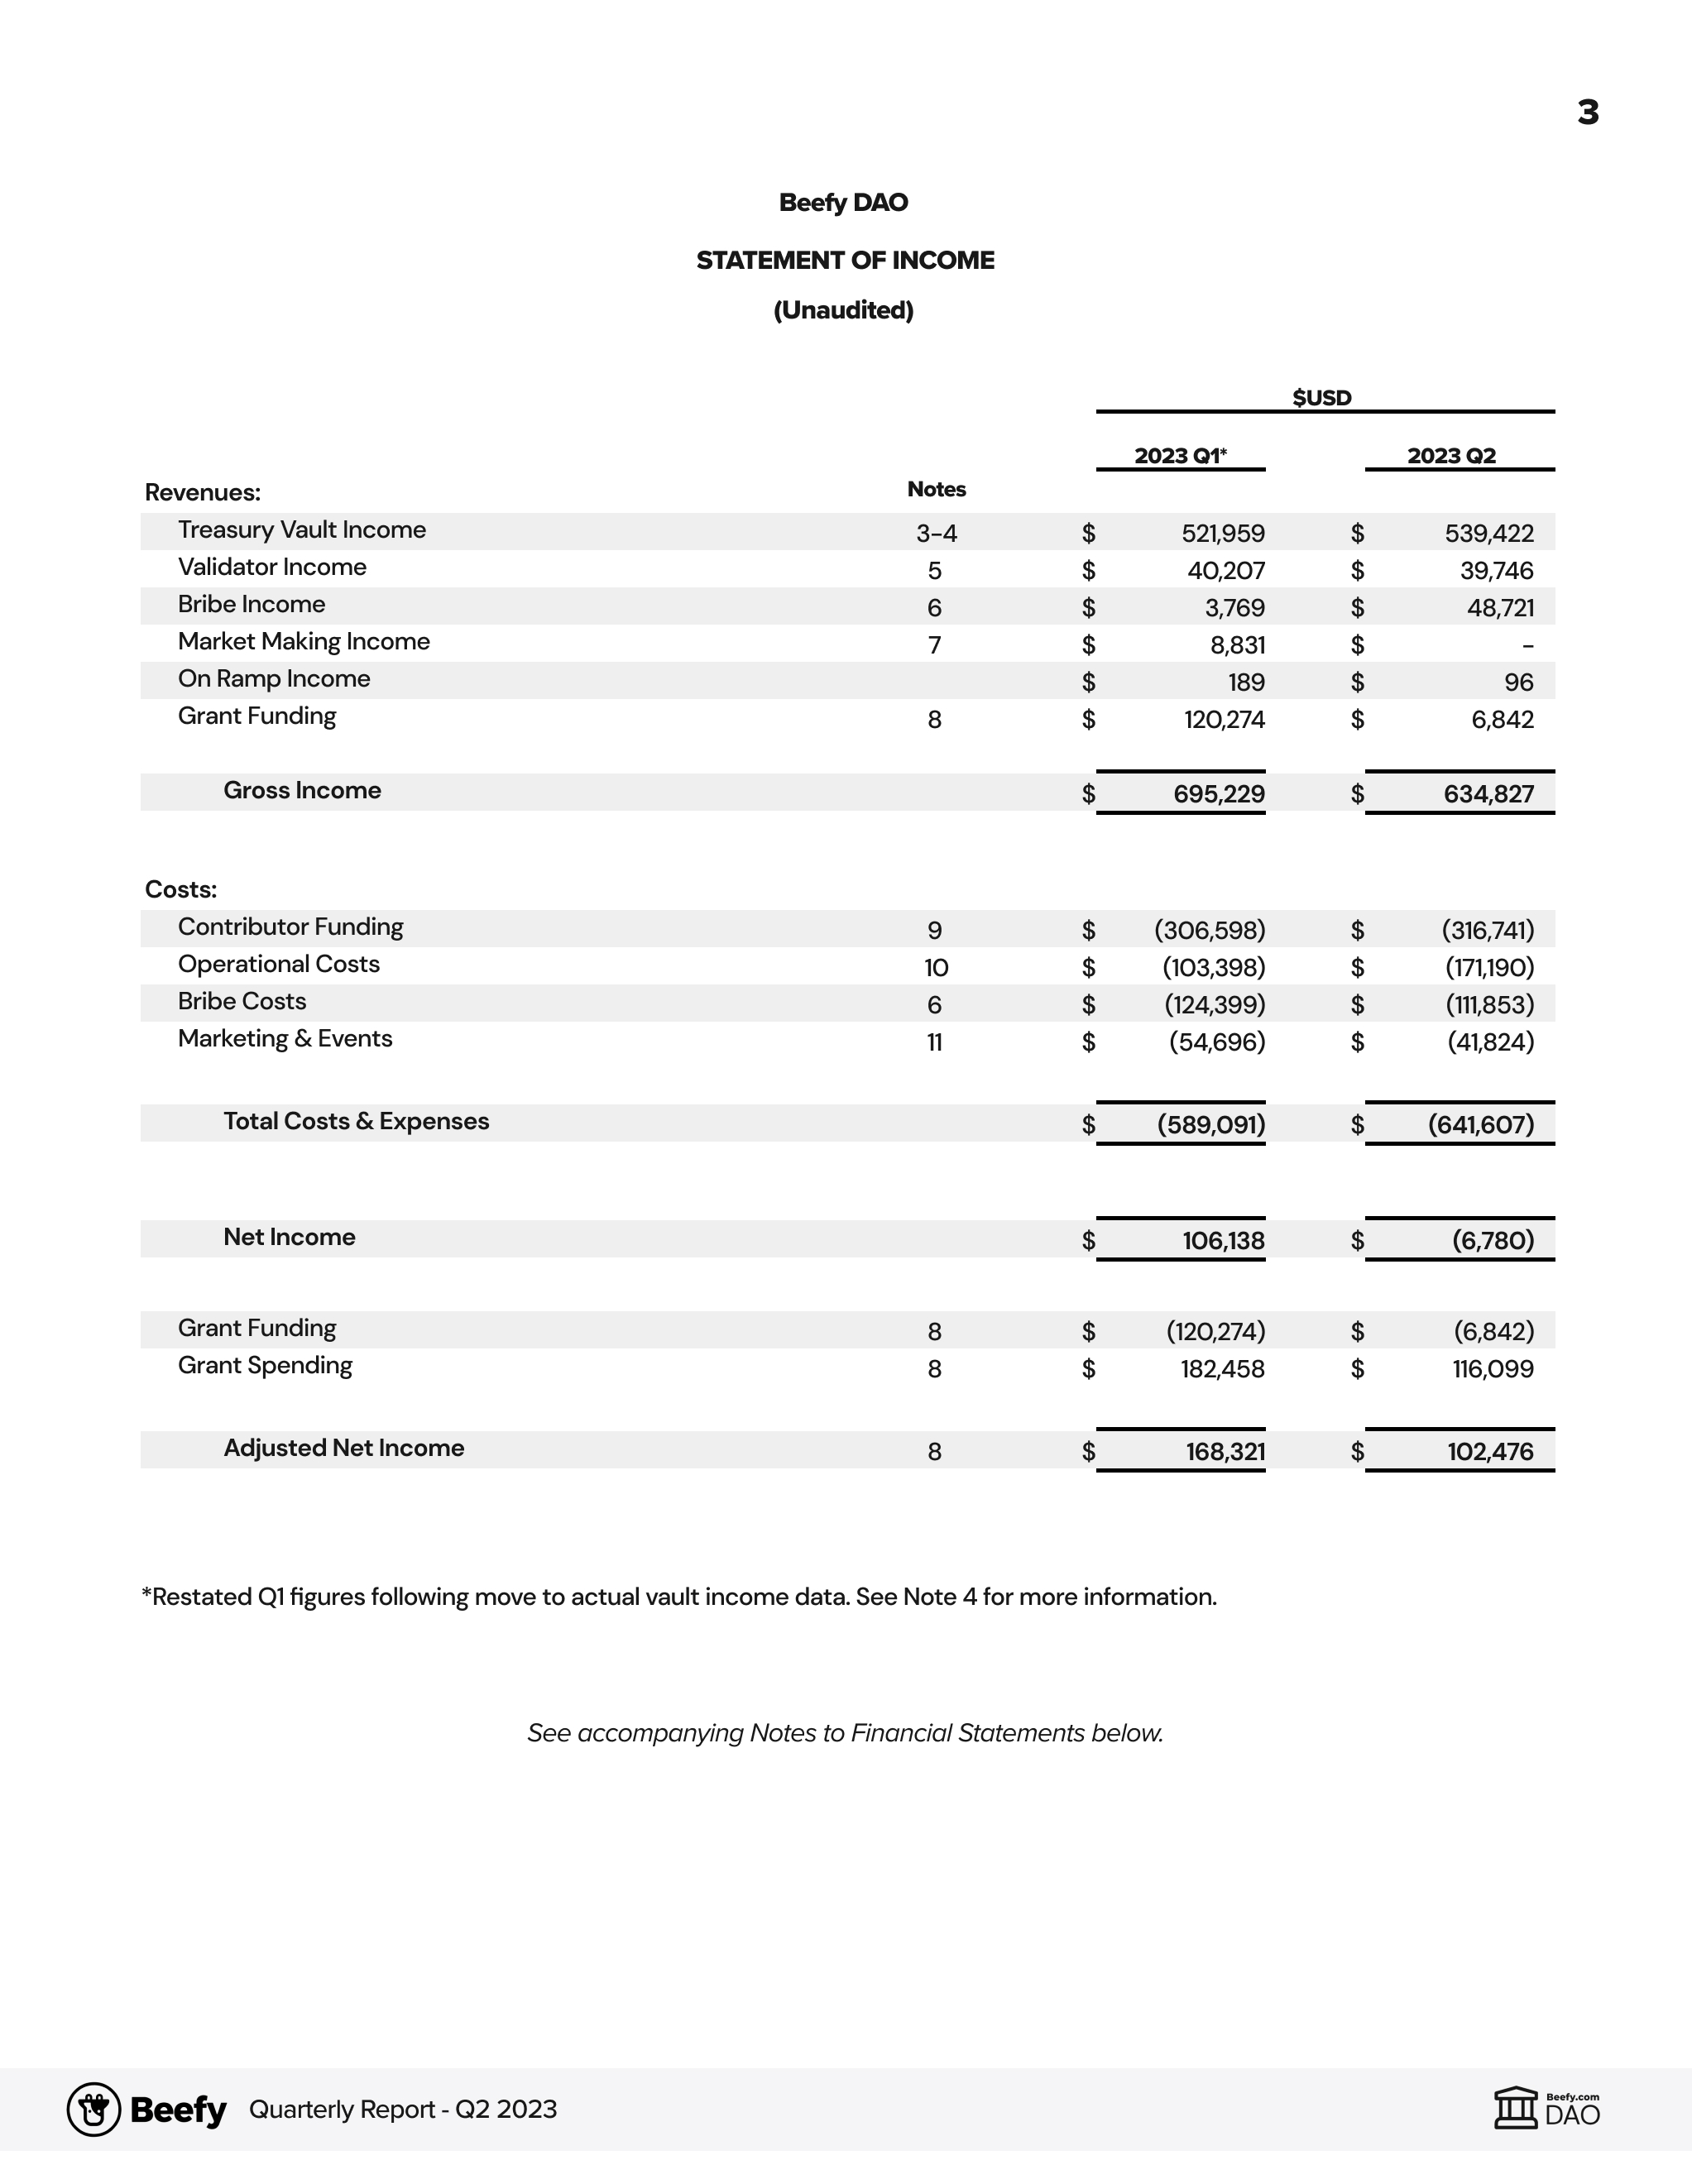 3
Beefy DAO
STATEMENT OF INCOME
(Unaudited)
$USD
2023 Q1* 2023 Q2
Revenues: Notes
Treasury Vault Income 3-4 $ 521,959 $ 539,422
Validator Income 5 $ 40,207 $ 39,746
Bribe Income 6 $ 3,769 $ 48,721
Market Making Income 7 $ 8,831 $ -
On Ramp Income $ 189 $ 96
Grant Funding 8 $ 120,274 $ 6,842
Gross Income $ 695,229 $ 634,827
Costs:
Contributor Funding 9 $ (306,598) $ (316,741)
Operational Costs 10 $ (103,398) $ (171,190)
Bribe Costs 6 $ (124,399) $ (111,853)
Marketing & Events 11 $ (54,696) $ (41,824)
Total Costs & Expenses $ (589,091) $ (641,607)
Net Income $ 106,138 $ (6,780)
Grant Funding 8 $ (120,274) $ (6,842)
Grant Spending 8 $ 182,458 $ 116,099
Adjusted Net Income 8 $ 168,321 $ 102,476
*Restated Q1 figures following move to actual vault income data. See Note 4 for more information.
See accompanying Notes to Financial Statements below.
Beefy Quarterly Report - Q2 2023
Beefy.com
DAO